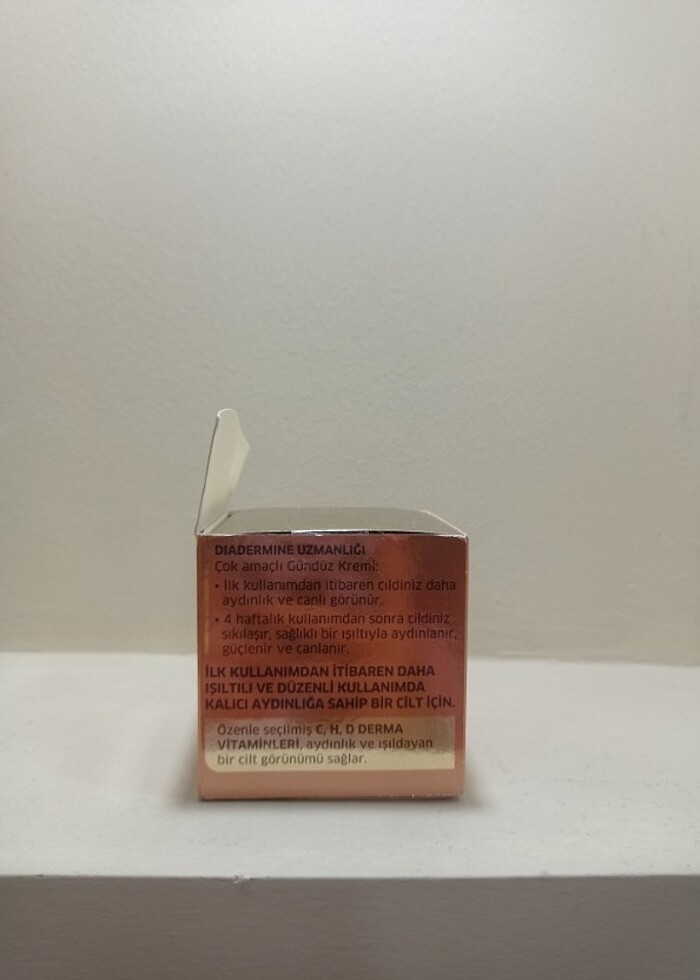 DIADERMINE UZMANLIĞI
Çok amaçlı Gündüz Kremi:
• İlk kullanımdan itibaren cildiniz daha
aydınlık ve canlı görünür.
• 4 haftalık kullanımdan sonra cildiniz
sıkılaşır, sağlıklı bir ışıltıyla aydınlanır,
güçlenir ve canlanır.
İLK KULLANIMDAN İTİBAREN DAHA
IŞILTILI VE DÜZENLİ KULLANIMDA
KALICI AYDINLIĞA SAHİP BİR CİLT İÇİN.
Özenle seçilmiş C, H, D DERMA
VİTAMİNLERİ, aydınlık ve ışıldayan
bir cilt görünümü sağlar.